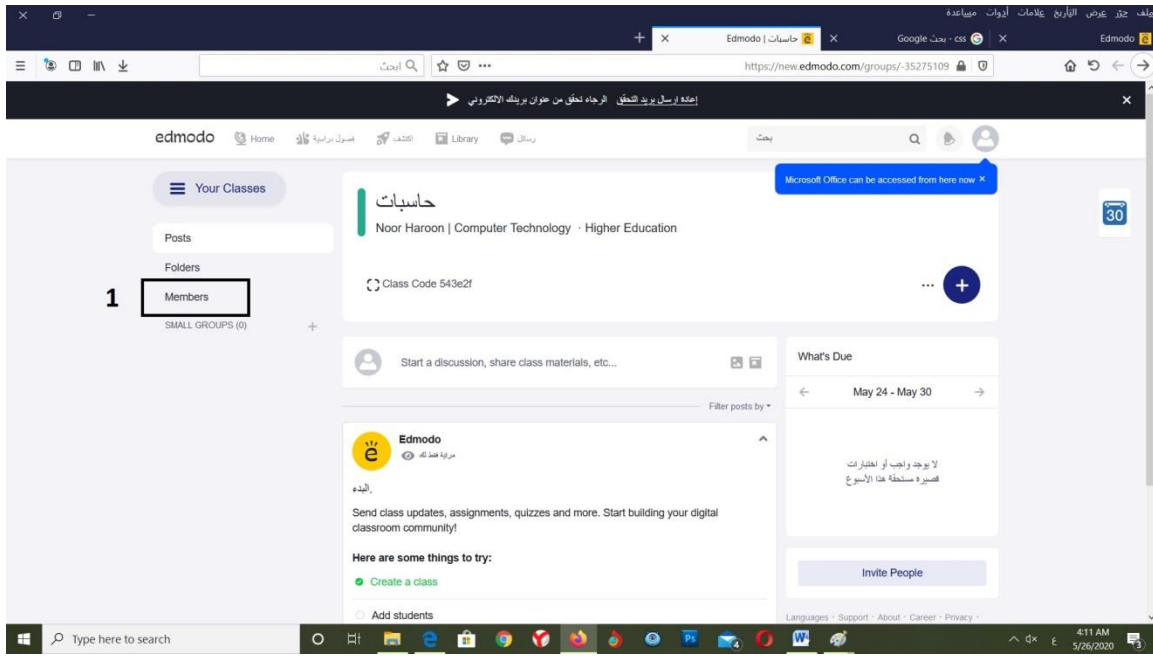 ملف حرّر عرض التأريخ علامات أدوات مساعدة
Edmodo
css - بحث Google
حاسبات | Edmodo
https://new.edmodo.com/groups/-35275109
ابحث
إعادة إرسال بريد التحقق الرجاء تحقّق من عنوان بريدك الالكتروني
edmodo
Home
فصول دراسية
اكتشف
Library
رسائل
بحث
Microsoft Office can be accessed from here now ×
Your Classes
Posts
Folders
1
Members
SMALL GROUPS (0) +
حاسبات
Noor Haroon | Computer Technology · Higher Education
Class Code 543e2f
30
Start a discussion, share class materials, etc...
Filter posts by
Edmodo
مرئية فقط لك
البدء.
Send class updates, assignments, quizzes and more. Start building your digital
classroom community!
Here are some things to try:
Create a class
Add students
What's Due
May 24 - May 30
لا يوجد واجب أو اختبارات
قصيرة مستحقة هذا الأسبوع
Invite People
Languages · Support · About · Career · Privacy ·
Type here to search
Ps
4
ع
4:11 AM
5/26/2020
3